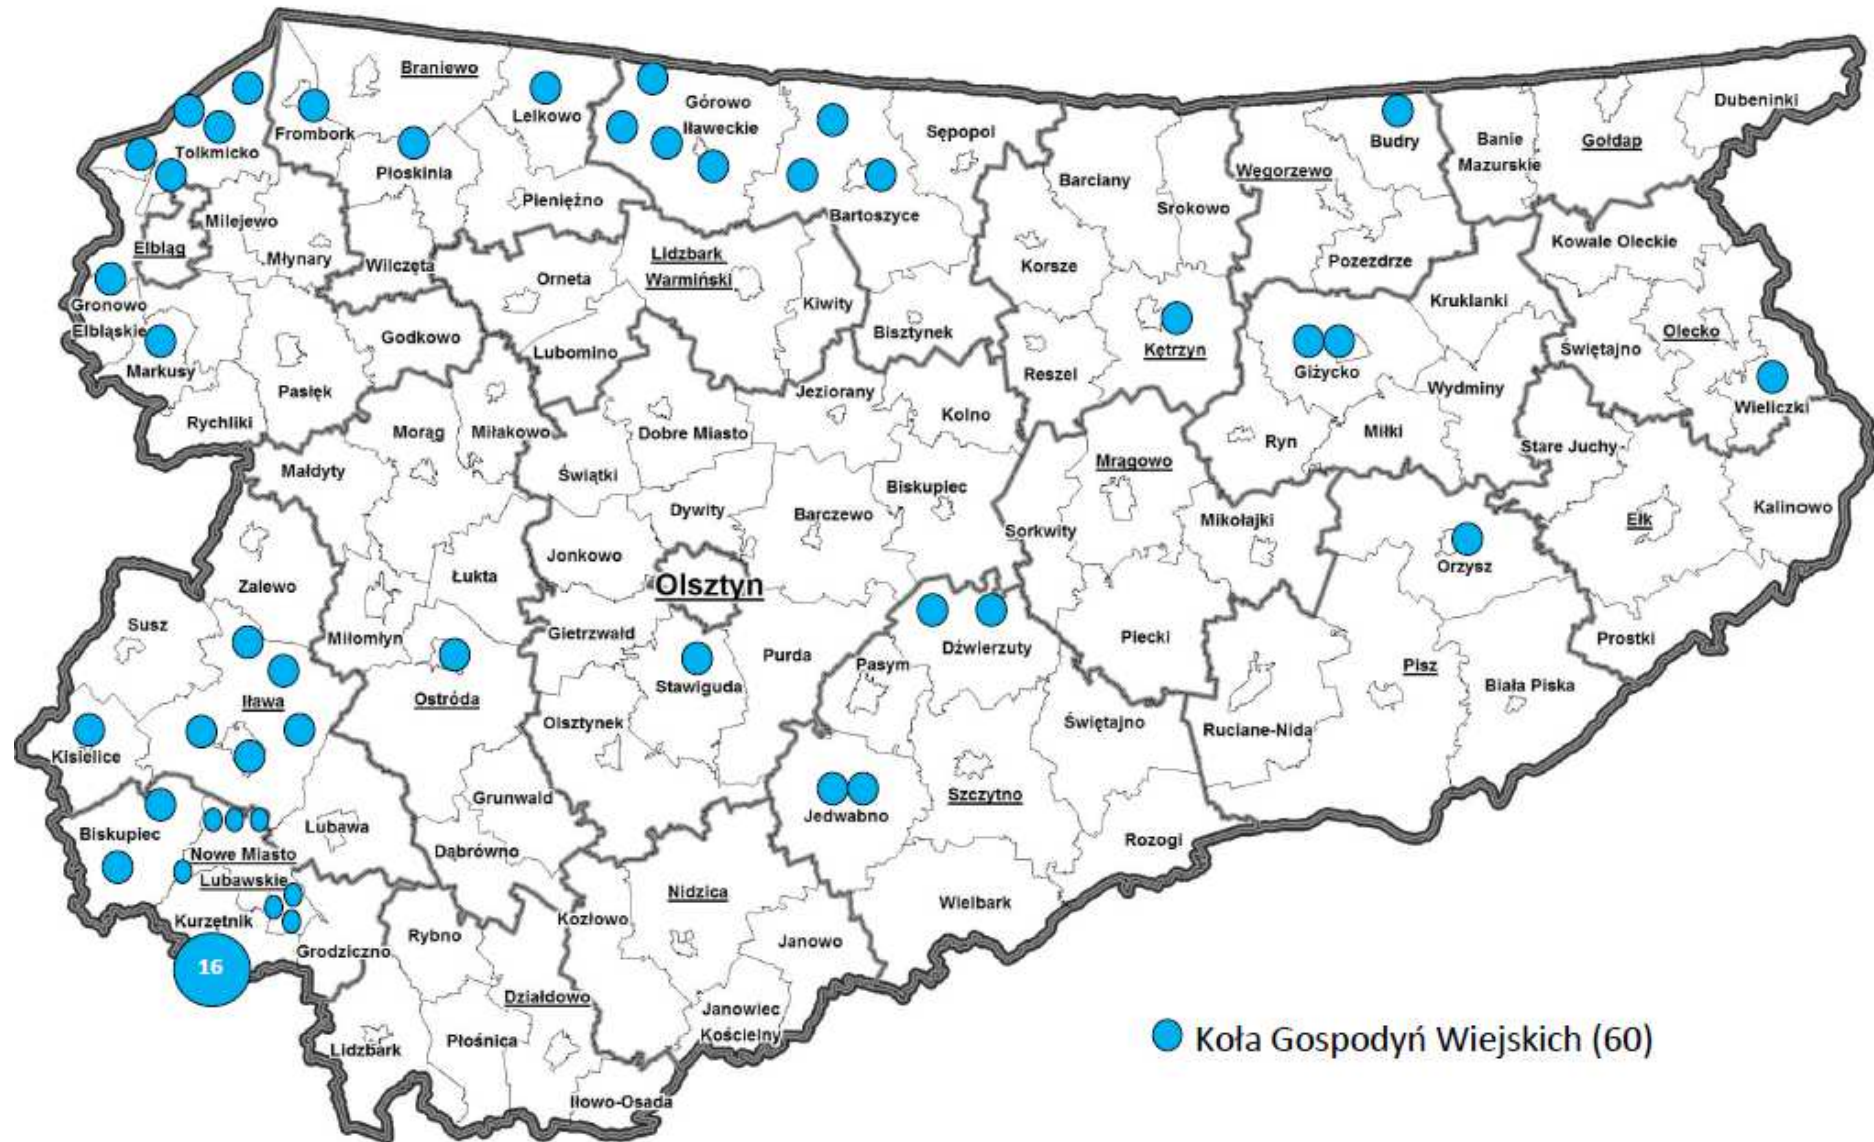 Braniewo
Lelkowo
Górowo
Iławeckie
Sępopol
Dubeninki
Frombork
Tolkmicko
Płoskinia
Pieniężno
Bartoszyce
Barciany
Srokowo
Węgorzewo
Budry
Banie
Mazurskie
Gołdap
Milejewo
Elbląg
Młynary
Wilczęta
Orneta
Lidzbark
Warmiński
Kiwity
Korsze
Pozezdrze
Kowale Oleckie
Gronowo
Elbląskie
Godkowo
Lubomino
Bisztynek
Kętrzyn
Kruklanki
Olecko
Świętajno
Markusy
Pasłęk
Reszel
Giżycko
Wydminy
Wieliczki
Rychliki
Morąg
Miłakowo
Dobre Miasto
Jeziorany
Kolno
Ryn
Miłki
Stare Juchy
Małdyty
Świątki
Mrągowo
Biskupiec
Dywity
Barczewo
Sorkwity
Mikołajki
Ełk
Kalinowo
Jonkowo
Orzysz
Zalewo
Łukta
Olsztyn
Susz
Miłomłyn
Gietrzwałd
Purda
Dźwierzuty
Piecki
Prostki
Pasym
Pisz
Biała Piska
Iława
Ostróda
Stawiguda
Olsztynek
Świętajno
Ruciane-Nida
Kisielice
Grunwald
Szczytno
Jedwabno
Biskupiec
Lubawa
Rozogi
Nowe Miasto
Lubawskie
Dąbrówno
Nidzica
Wielbark
Kurzętnik
Kozłowo
Rybno
Janowo
Grodziczno
16
Działdowo
Janowiec
Kościelny
Lidzbark
Płośnica
Iłowo-Osada
Koła Gospodyń Wiejskich (60)